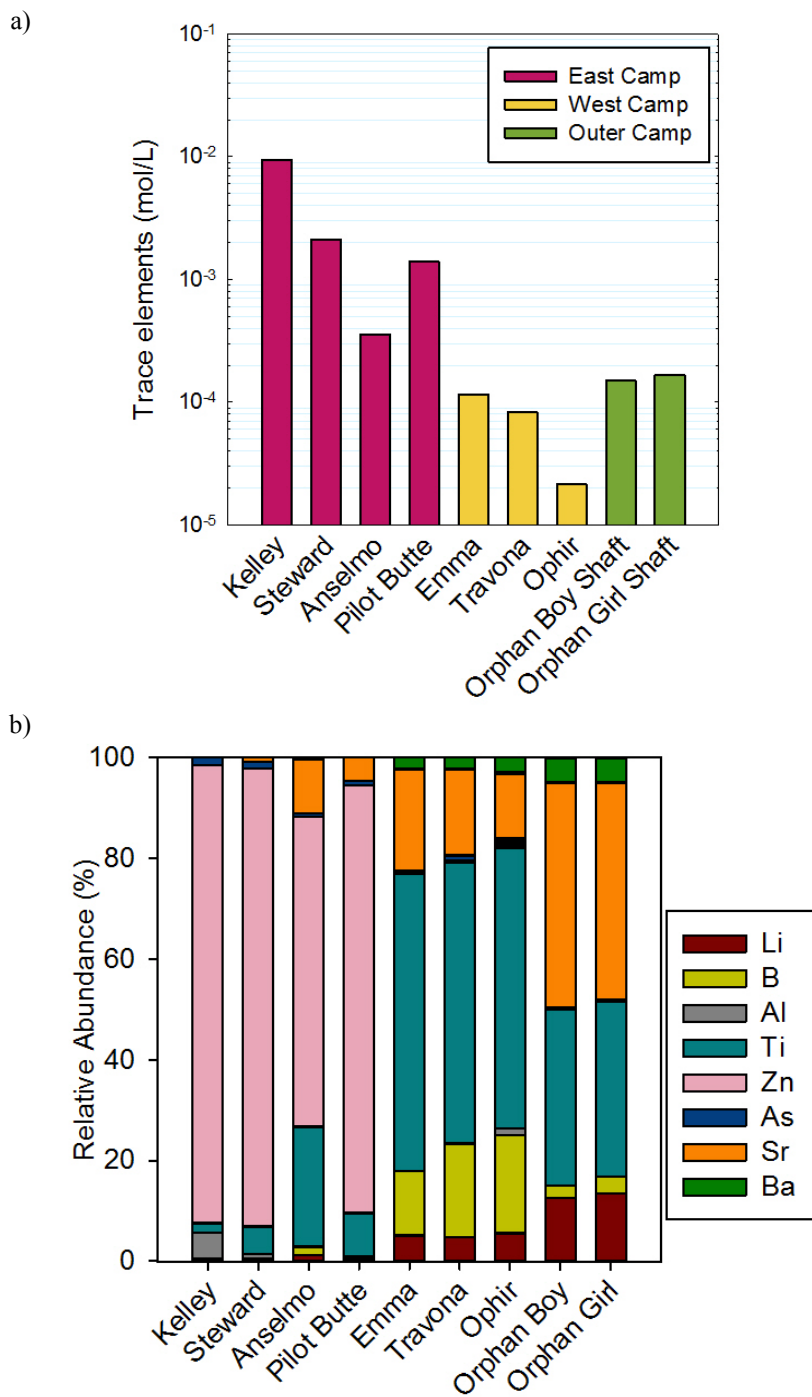 a)
10⁻¹
10⁻²
10⁻³
10⁻⁴
10⁻⁵
Trace elements (mol/L)
East Camp
West Camp
Outer Camp
Kelley
Steward
Anselmo
Pilot Butte
Emma
Travona
Ophir
Orphan Boy Shaft
Orphan Girl Shaft
b)
100
80
60
40
20
0
Relative Abundance (%)
Li
B
Al
Ti
Zn
As
Sr
Ba
Kelley
Steward
Anselmo
Pilot Butte
Emma
Travona
Ophir
Orphan Boy
Orphan Girl